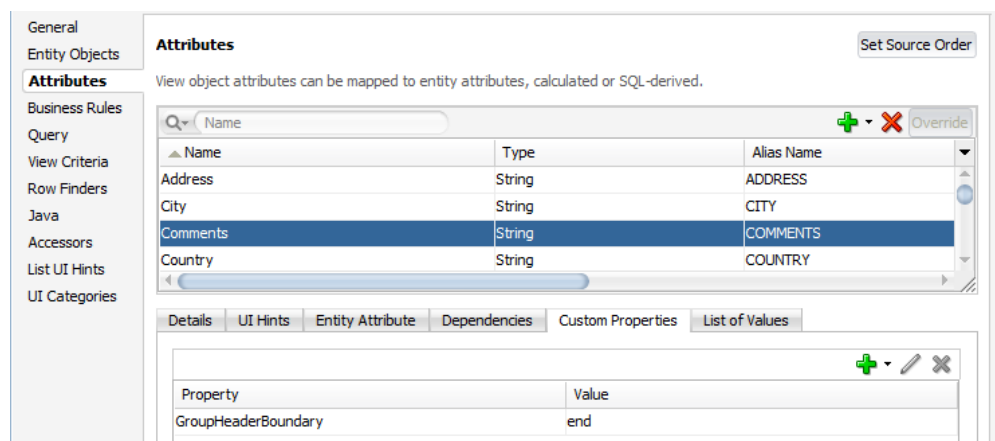 General
Entity Objects
Attributes
Business Rules
Query
View Criteria
Row Finders
Java
Accessors
List UI Hints
UI Categories
Attributes
Set Source Order
View object attributes can be mapped to entity attributes, calculated or SQL-derived.
Name
Override
Name Type Alias Name
Address String ADDRESS
City String CITY
Comments String COMMENTS
Country String COUNTRY
Details UI Hints Entity Attribute Dependencies Custom Properties List of Values
Property Value
GroupHeaderBoundary end